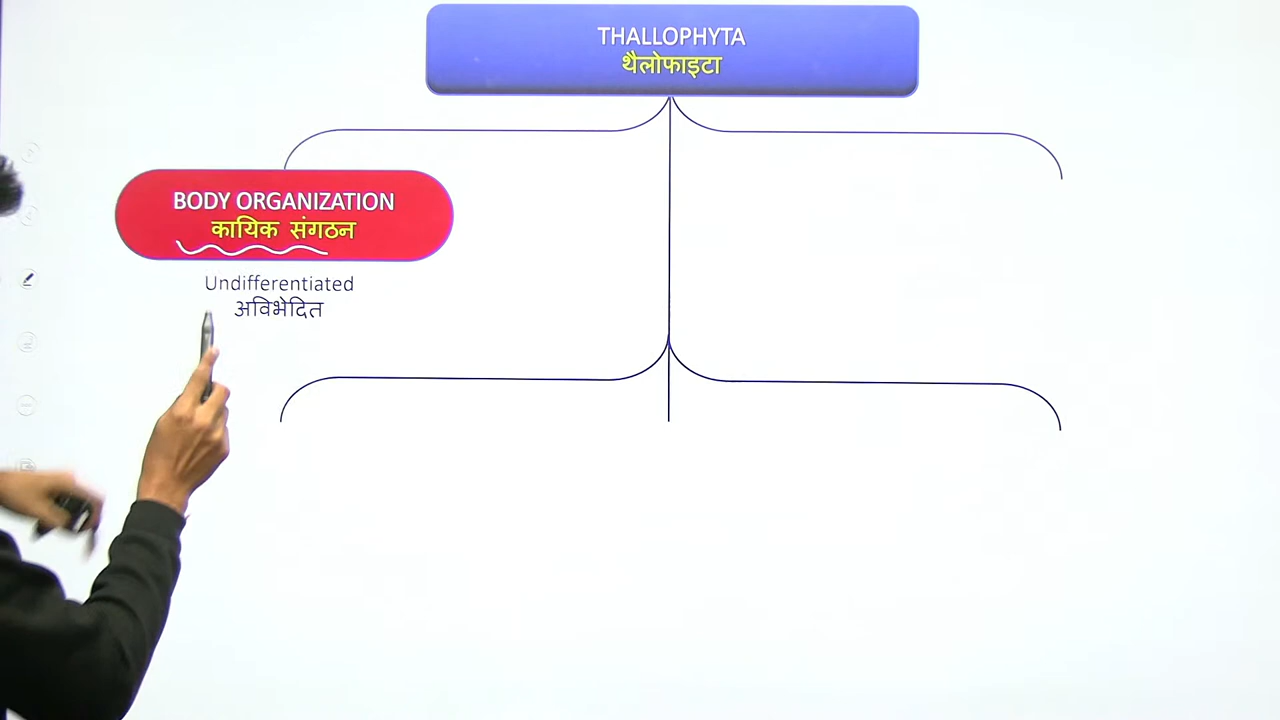 THALLOPHYTA
थैलोफाइटा
BODY ORGANIZATION
कायिक संगठन
Undifferentiated
अविभेदित